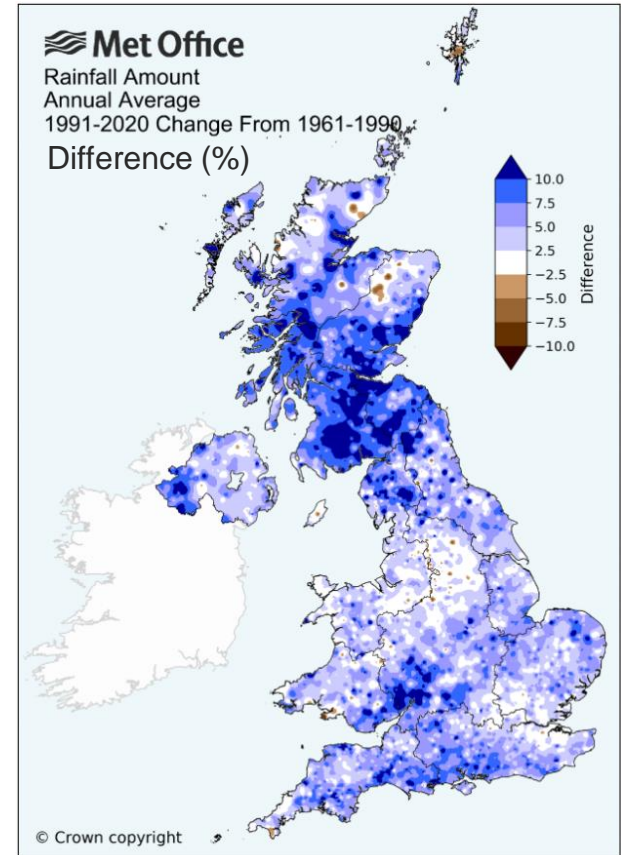 Met Office
Rainfall Amount
Annual Average
1991-2020 Change From 1961-1990
Difference (%)
10.0
7.5
5.0
2.5
−2.5
−5.0
−7.5
−10.0
Difference
© Crown copyright